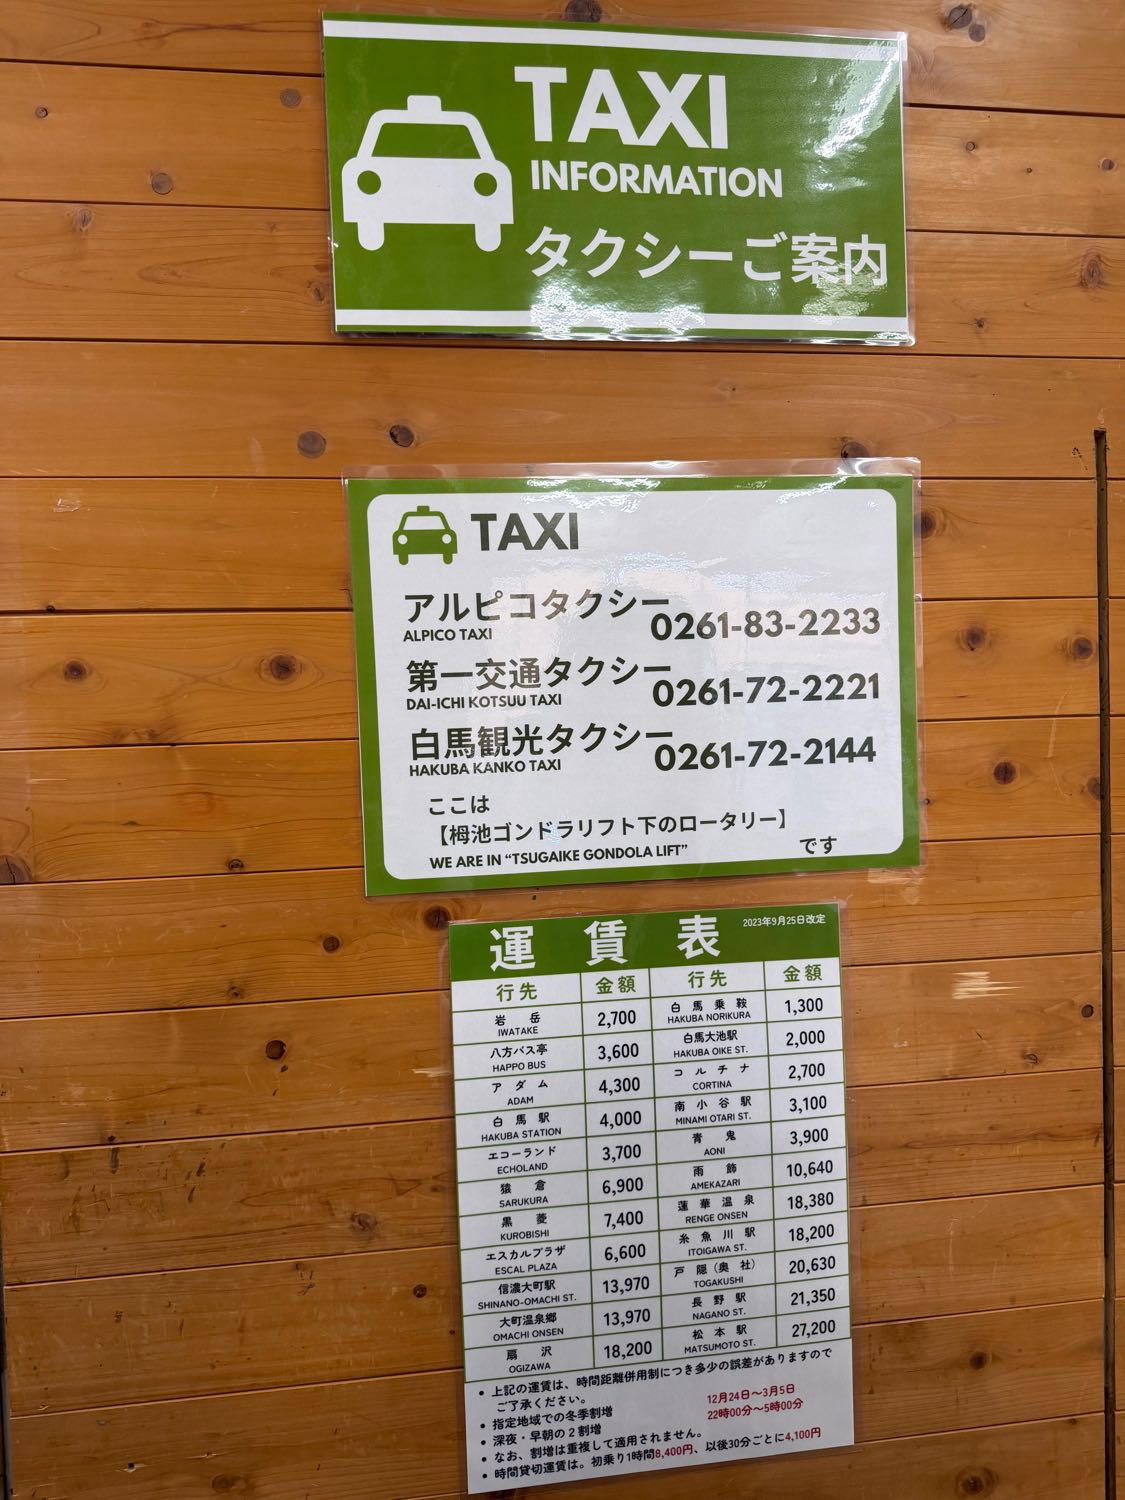 TAXI
INFORMATION
タクシーご案内
TAXI
アルピコタクシー 0261-83-2233
ALPICO TAXI
第一交通タクシー 0261-72-2221
DAI-ICHI KOTSUU TAXI
白馬観光タクシー 0261-72-2144
HAKUBA KANKO TAXI
ここは
【栂池ゴンドラリフト下のロータリー】
です
WE ARE IN “TSUGAIKE GONDOLA LIFT”
運賃表 2023年9月25日改定
行先 金額 行先 金額
岩岳 IWATAKE 2,700 白馬乗鞍 HAKUBA NORIKURA 1,300
八方バス亭 HAPPO BUS 3,600 白馬大池駅 HAKUBA OIKE ST. 2,000
アダム ADAM 4,300 コルチナ CORTINA 2,700
白馬駅 HAKUBA STATION 4,000 南小谷駅 MINAMI OTARI ST. 3,100
エコーランド ECHOLAND 3,700 青鬼 AONI 3,900
猿倉 SARUKURA 6,900 雨飾 AMEKAZARI 10,640
黒菱 KUROBISHI 7,400 蓮華温泉 RENGE ONSEN 18,380
エスカルプラザ ESCAL PLAZA 6,600 糸魚川駅 ITOIGAWA ST. 18,200
信濃大町駅 SHINANO-OMACHI ST. 13,970 戸隠（奥社） TOGAKUSHI 20,630
大町温泉郷 OMACHI ONSEN 13,970 長野駅 NAGANO ST. 21,350
扇沢 OGIZAWA 18,200 松本駅 MATSUMOTO ST. 27,200
• 上記の運賃は、時間距離併用制につき多少の誤差がありますので
ご了承ください。
• 指定地域での冬季割増 12月24日～3月5日
• 深夜・早朝の２割増 22時00分～5時00分
• なお、割増は重複して適用されません。
• 時間貸切運賃は。初乗り1時間8,400円、以後30分ごとに4,100円